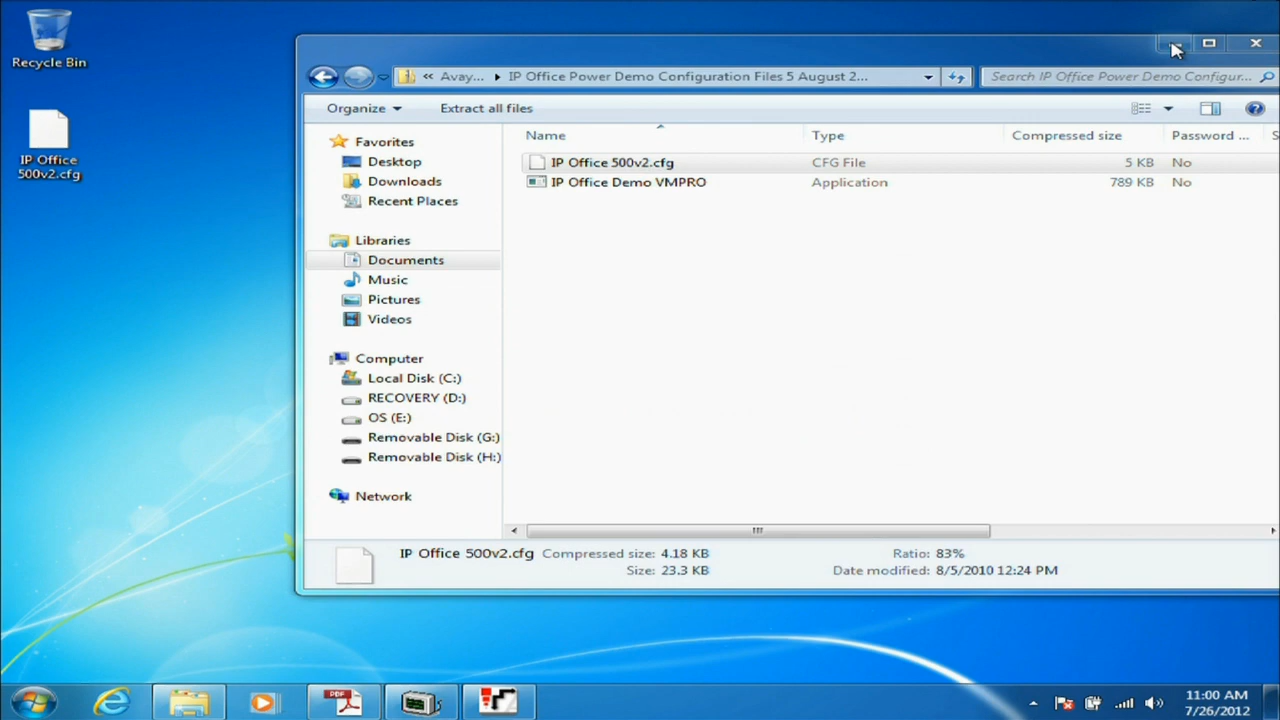 Recycle Bin
IP Office
500v2.cfg
« Avay... IP Office Power Demo Configuration Files 5 August 2...
Search IP Office Power Demo Configur...
Organize
Extract all files
Favorites
Desktop
Downloads
Recent Places
Libraries
Documents
Music
Pictures
Videos
Computer
Local Disk (C:)
RECOVERY (D:)
OS (E:)
Removable Disk (G:)
Removable Disk (H:)
Network
Name Type Compressed size Password ... S
IP Office 500v2.cfg CFG File 5 KB No
IP Office Demo VMPRO Application 789 KB No
IP Office 500v2.cfg Compressed size: 4.18 KB Ratio: 83%
Size: 23.3 KB Date modified: 8/5/2010 12:24 PM
PDF
11:00 AM
7/26/2012